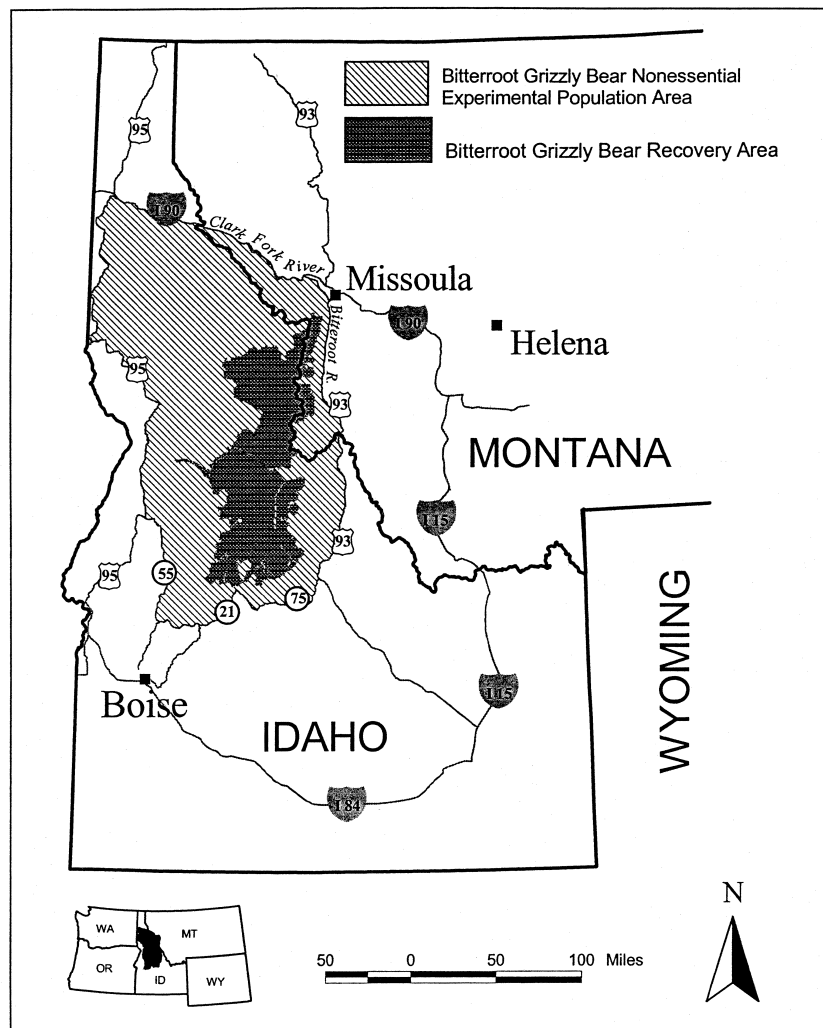 Bitterroot Grizzly Bear Nonessential
Experimental Population Area
Bitterroot Grizzly Bear Recovery Area
95
93
I 90
Clark Fork River
Missoula
I 90
Helena
Bitterroot R.
95
93
MONTANA
I 15
93
95
55
21
75
WYOMING
I 15
Boise
IDAHO
I 84
WA
MT
OR
ID
WY
50 0 50 100 Miles
N